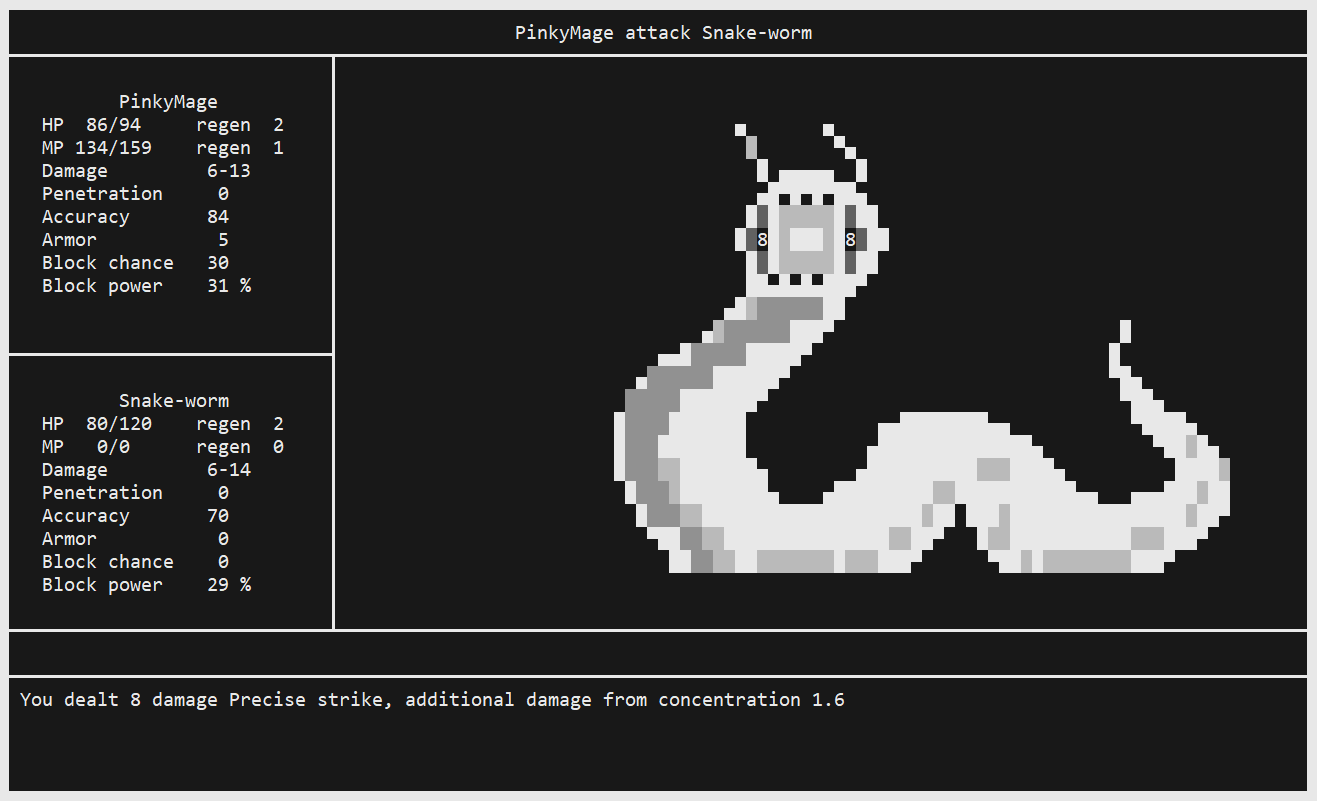 PinkyMage attack Snake-worm
PinkyMage
HP 86/94 regen 2
MP 134/159 regen 1
Damage 6-13
Penetration 0
Accuracy 84
Armor 5
Block chance 30
Block power 31 %
8 8
Snake-worm
HP 80/120 regen 2
MP 0/0 regen 0
Damage 6-14
Penetration 0
Accuracy 70
Armor 0
Block chance 0
Block power 29 %
You dealt 8 damage Precise strike, additional damage from concentration 1.6